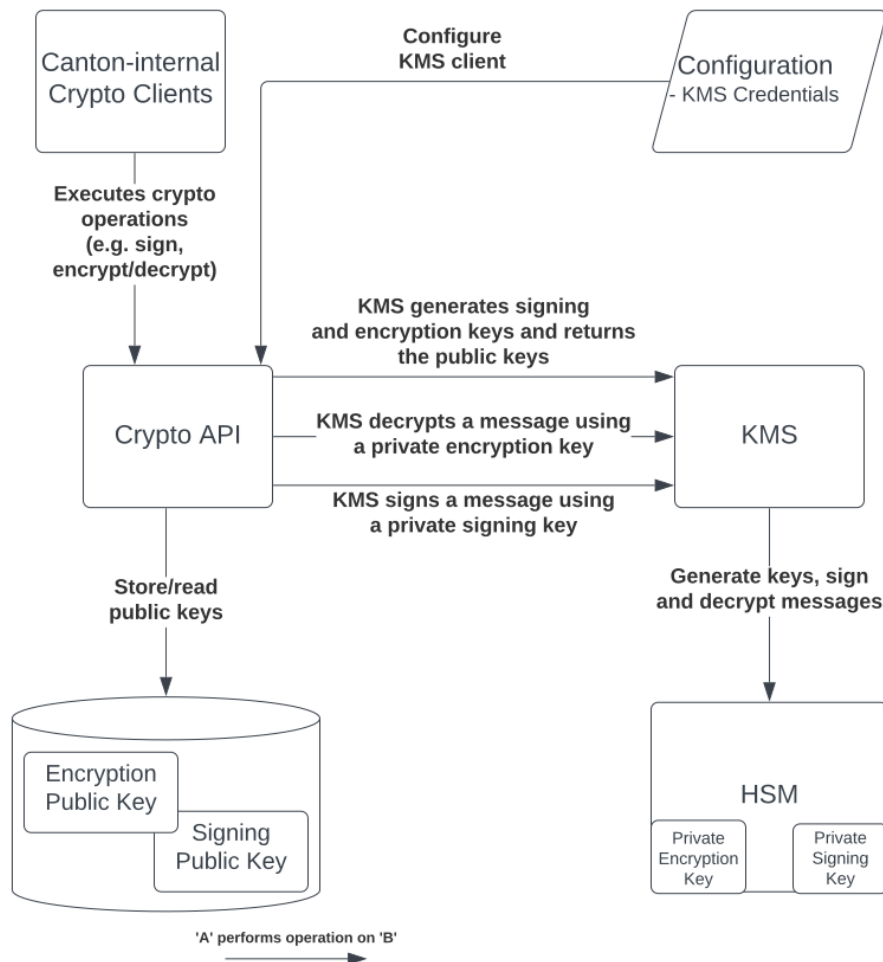 Canton-internal
Crypto Clients
Configure
KMS client
Configuration
- KMS Credentials
Executes crypto
operations
(e.g. sign,
encrypt/decrypt)
KMS generates signing
and encryption keys and returns
the public keys
Crypto API
KMS decrypts a message using
a private encryption key
KMS
KMS signs a message using
a private signing key
Store/read
public keys
Generate keys, sign
and decrypt messages
Encryption
Public Key
Signing
Public Key
HSM
Private
Encryption
Key
Private
Signing
Key
'A' performs operation on 'B'